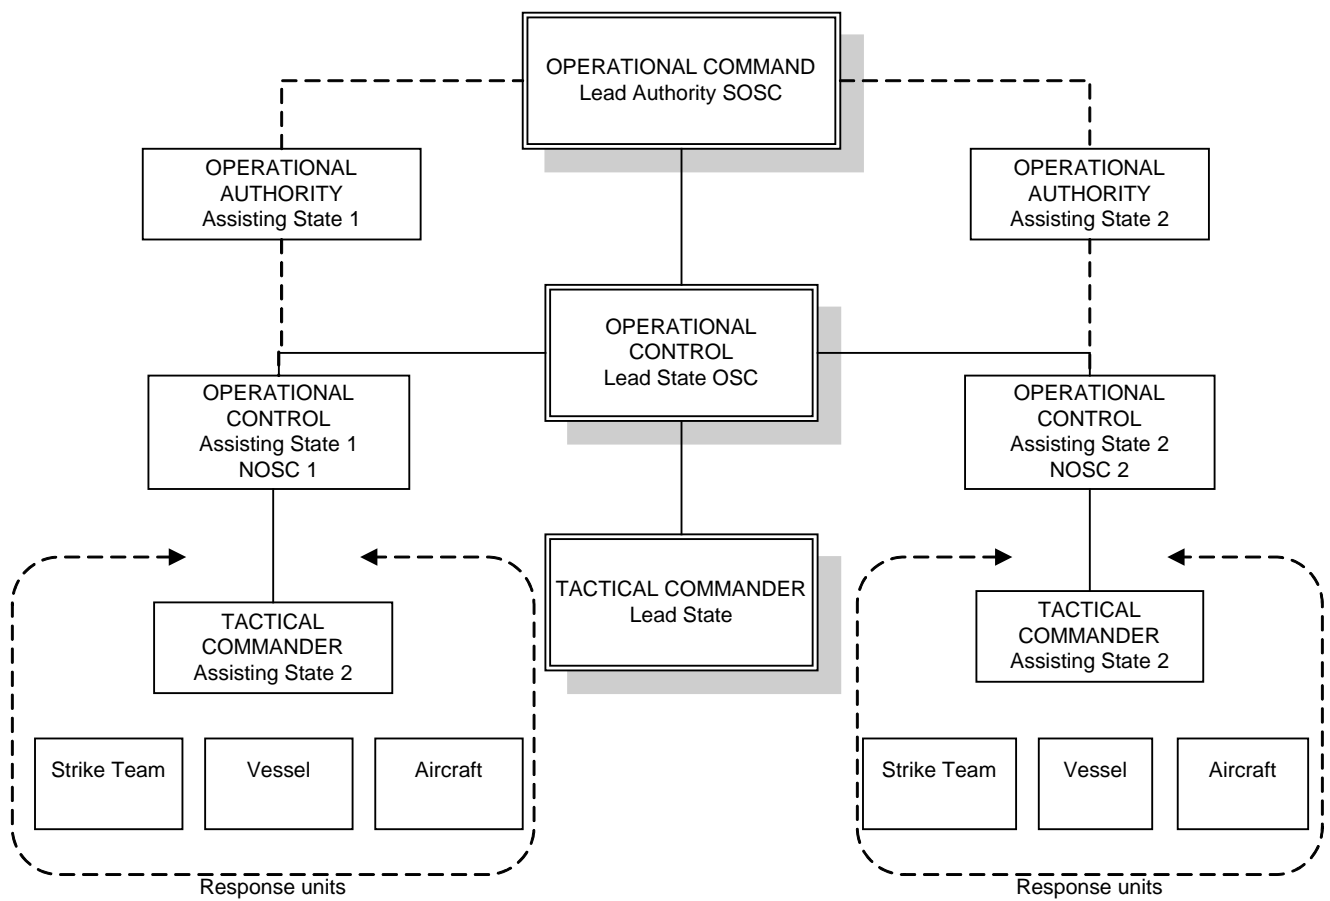 OPERATIONAL COMMAND
Lead Authority SOSC
OPERATIONAL
AUTHORITY
Assisting State 1
OPERATIONAL
AUTHORITY
Assisting State 2
OPERATIONAL
CONTROL
Lead State OSC
OPERATIONAL
CONTROL
Assisting State 1
NOSC 1
OPERATIONAL
CONTROL
Assisting State 2
NOSC 2
TACTICAL COMMANDER
Lead State
TACTICAL
COMMANDER
Assisting State 2
TACTICAL
COMMANDER
Assisting State 2
Strike Team
Vessel
Aircraft
Strike Team
Vessel
Aircraft
Response units
Response units